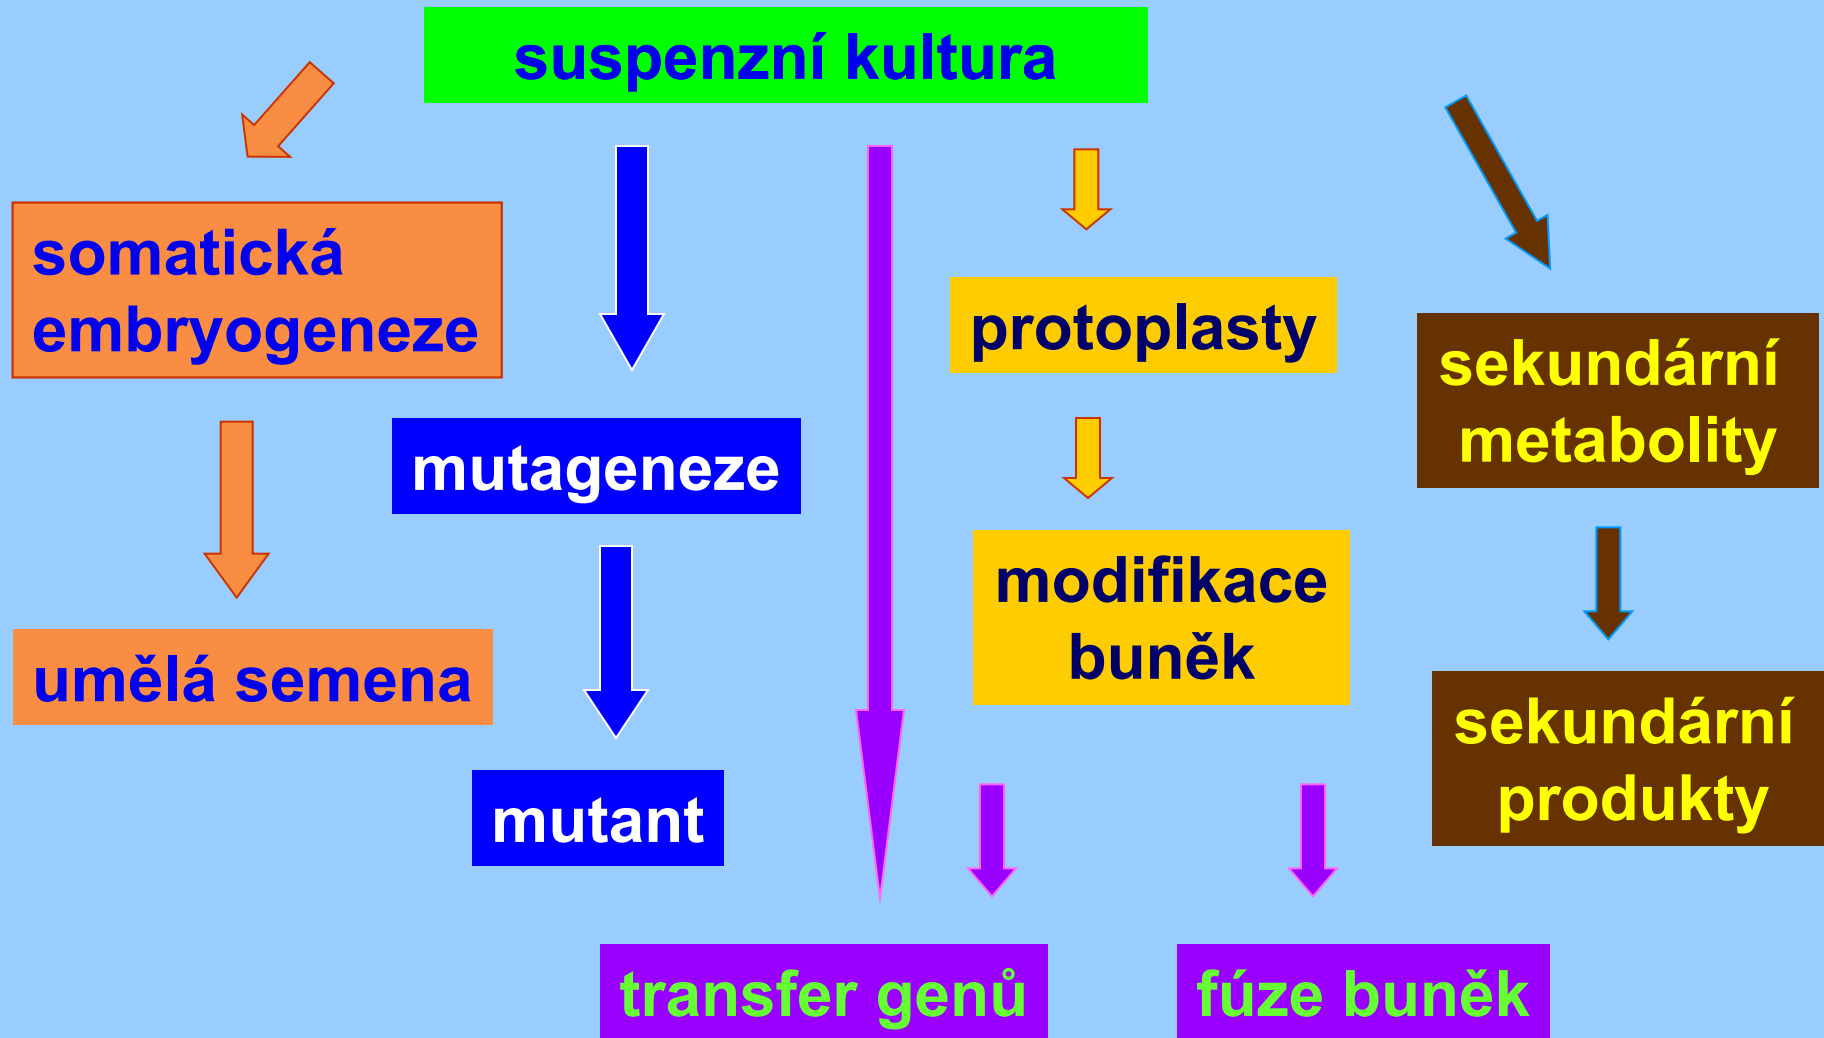 suspenzní kultura
somatická
embryogeneze
umělá semena
mutageneze
mutant
protoplasty
modifikace
buněk
transfer genů
fúze buněk
sekundární
metabolity
sekundární
produkty